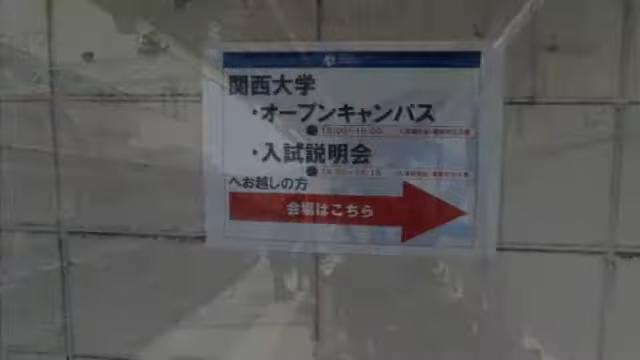 関西大学
・オープンキャンパス
・入試説明会
へお越しの方
会場はこちら